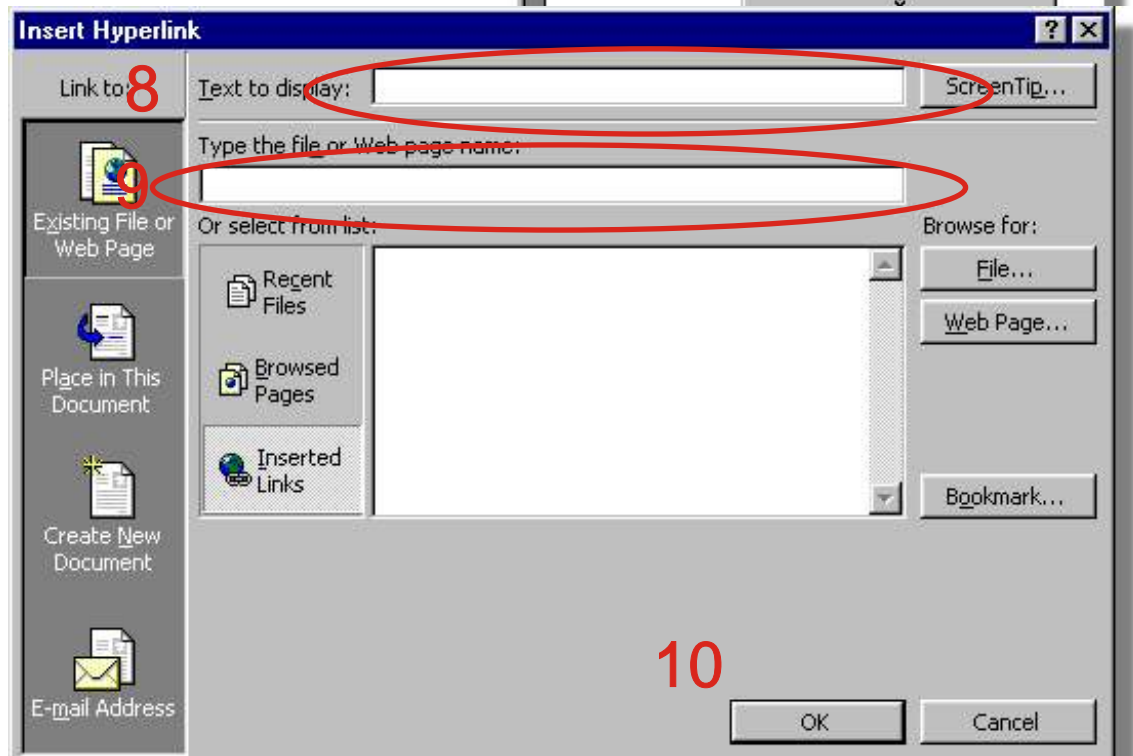 Insert Hyperlink
? X
Link to:
8
Text to display:
ScreenTip...
Type the file or Web page name:
9
Existing File or
Web Page
Or select from list:
Browse for:
Recent
Files
File...
Web Page...
Place in This
Document
Browsed
Pages
Inserted
Links
Bookmark...
Create New
Document
10
E-mail Address
OK
Cancel